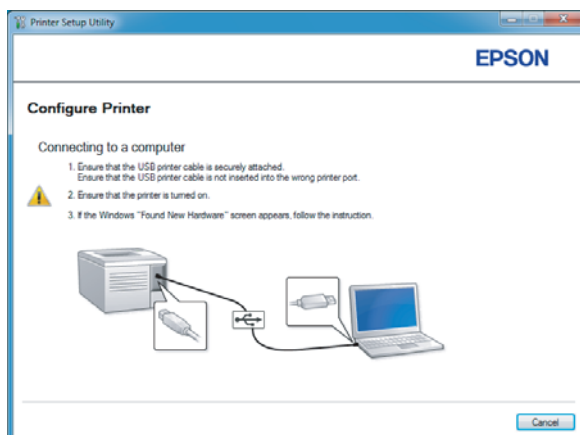 Printer Setup Utility
EPSON
Configure Printer
Connecting to a computer
1. Ensure that the USB printer cable is securely attached.
Ensure that the USB printer cable is not inserted into the wrong printer port.
2. Ensure that the printer is turned on.
3. If the Windows "Found New Hardware" screen appears, follow the instruction.
Cancel